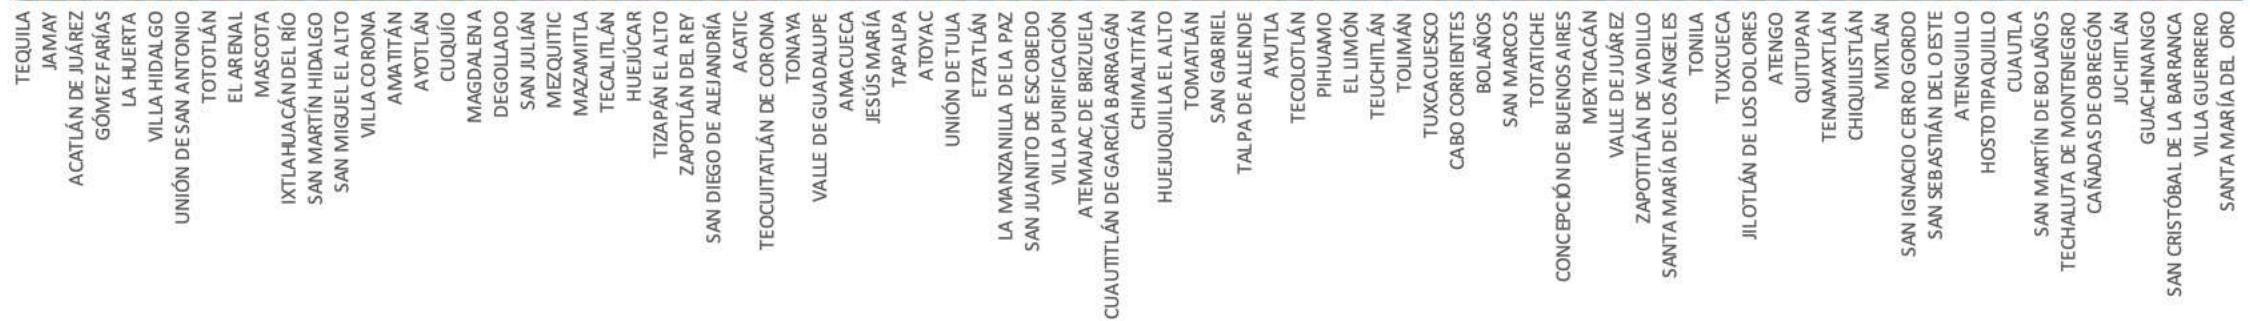 TEQUILA
JAMAY
ACATLÁN DE JUÁREZ
GÓMEZ FARÍAS
LA HUERTA
VILLA HIDALGO
UNIÓN DE SAN ANTONIO
TOTOTLÁN
EL ARENAL
MASCOTA
IXTLAHUACÁN DEL RÍO
SAN MARTÍN HIDALGO
SAN MIGUEL EL ALTO
VILLA CORONA
AMATITÁN
AYOTLÁN
CUQUÍO
MAGDALENA
DEGOLLADO
SAN JULIÁN
MEZQUITIC
MAZAMITLA
TECALITLÁN
HUEJÚCAR
TIZAPÁN EL ALTO
ZAPOTLÁN DEL REY
SAN DIEGO DE ALEJANDRÍA
ACATIC
TEOCUITATLÁN DE CORONA
TONAYA
VALLE DE GUADALUPE
AMACUECA
JESÚS MARÍA
TAPALPA
ATOYAC
UNIÓN DE TULA
ETZATLÁN
LA MANZANILLA DE LA PAZ
SAN JUANITO DE ESCOBEDO
VILLA PURIFICACIÓN
ATEMAJAC DE BRIZUELA
CUAUTITLÁN DE GARCÍA BARRAGÁN
CHIMALTITÁN
HUEJUQUILLA EL ALTO
TOMATLÁN
SAN GABRIEL
TALPA DE ALLENDE
AYUTLA
TECOLOTLÁN
PIHUAMO
EL LIMÓN
TEUCHITLÁN
TOLIMÁN
TUXCACUESCO
CABO CORRIENTES
BOLAÑOS
SAN MARCOS
TOTATICHE
CONCEPCIÓN DE BUENOS AIRES
MEXTICACÁN
VALLE DE JUÁREZ
ZAPOTITLÁN DE VADILLO
SANTA MARÍA DE LOS ÁNGELES
TONILA
TUXCUECA
JILOTLÁN DE LOS DOLORES
ATENGO
QUITUPAN
TENAMAXTLÁN
CHIQUILISTLÁN
MIXTLÁN
SAN IGNACIO CERRO GORDO
SAN SEBASTIÁN DEL OESTE
ATENGUILLO
HOSTOTIPAQUILLO
CUAUTLA
SAN MARTÍN DE BOLAÑOS
TECHALUTA DE MONTENEGRO
CAÑADAS DE OBREGÓN
JUCHITLÁN
GUACHINANGO
SAN CRISTÓBAL DE LA BARRANCA
VILLA GUERRERO
SANTA MARÍA DEL ORO